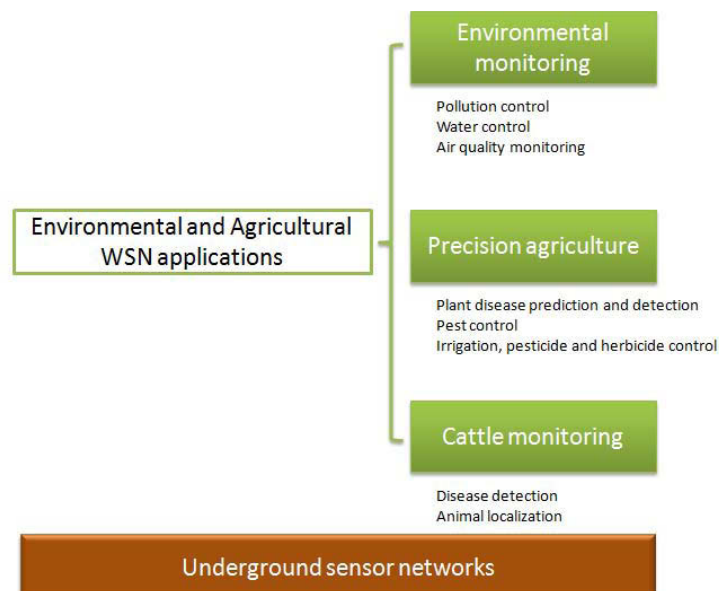 Environmental and Agricultural
WSN applications
Environmental
monitoring
Pollution control
Water control
Air quality monitoring
Precision agriculture
Plant disease prediction and detection
Pest control
Irrigation, pesticide and herbicide control
Cattle monitoring
Disease detection
Animal localization
Underground sensor networks